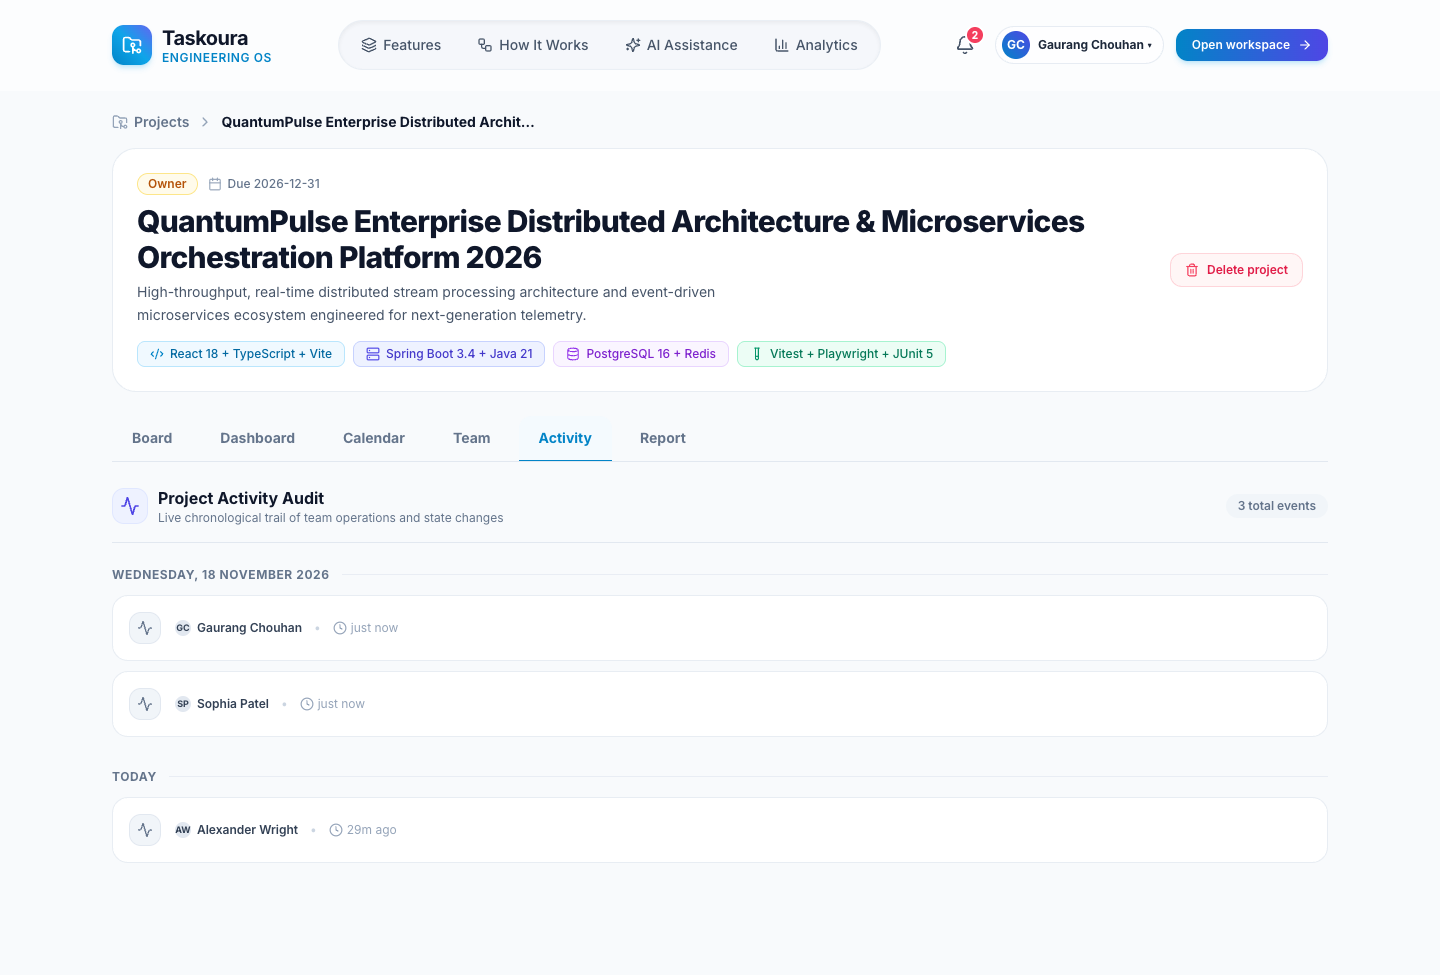 Taskoura
ENGINEERING OS
Features
How It Works
AI Assistance
Analytics
2
GC
Gaurang Chouhan
Open workspace
Projects
QuantumPulse Enterprise Distributed Archit...
Owner
Due 2026-12-31
QuantumPulse Enterprise Distributed Architecture & Microservices
Orchestration Platform 2026
High-throughput, real-time distributed stream processing architecture and event-driven
microservices ecosystem engineered for next-generation telemetry.
Delete project
React 18 + TypeScript + Vite
Spring Boot 3.4 + Java 21
PostgreSQL 16 + Redis
Vitest + Playwright + JUnit 5
Board
Dashboard
Calendar
Team
Activity
Report
Project Activity Audit
Live chronological trail of team operations and state changes
3 total events
WEDNESDAY, 18 NOVEMBER 2026
GC Gaurang Chouhan • just now
SP Sophia Patel • just now
TODAY
AW Alexander Wright • 29m ago